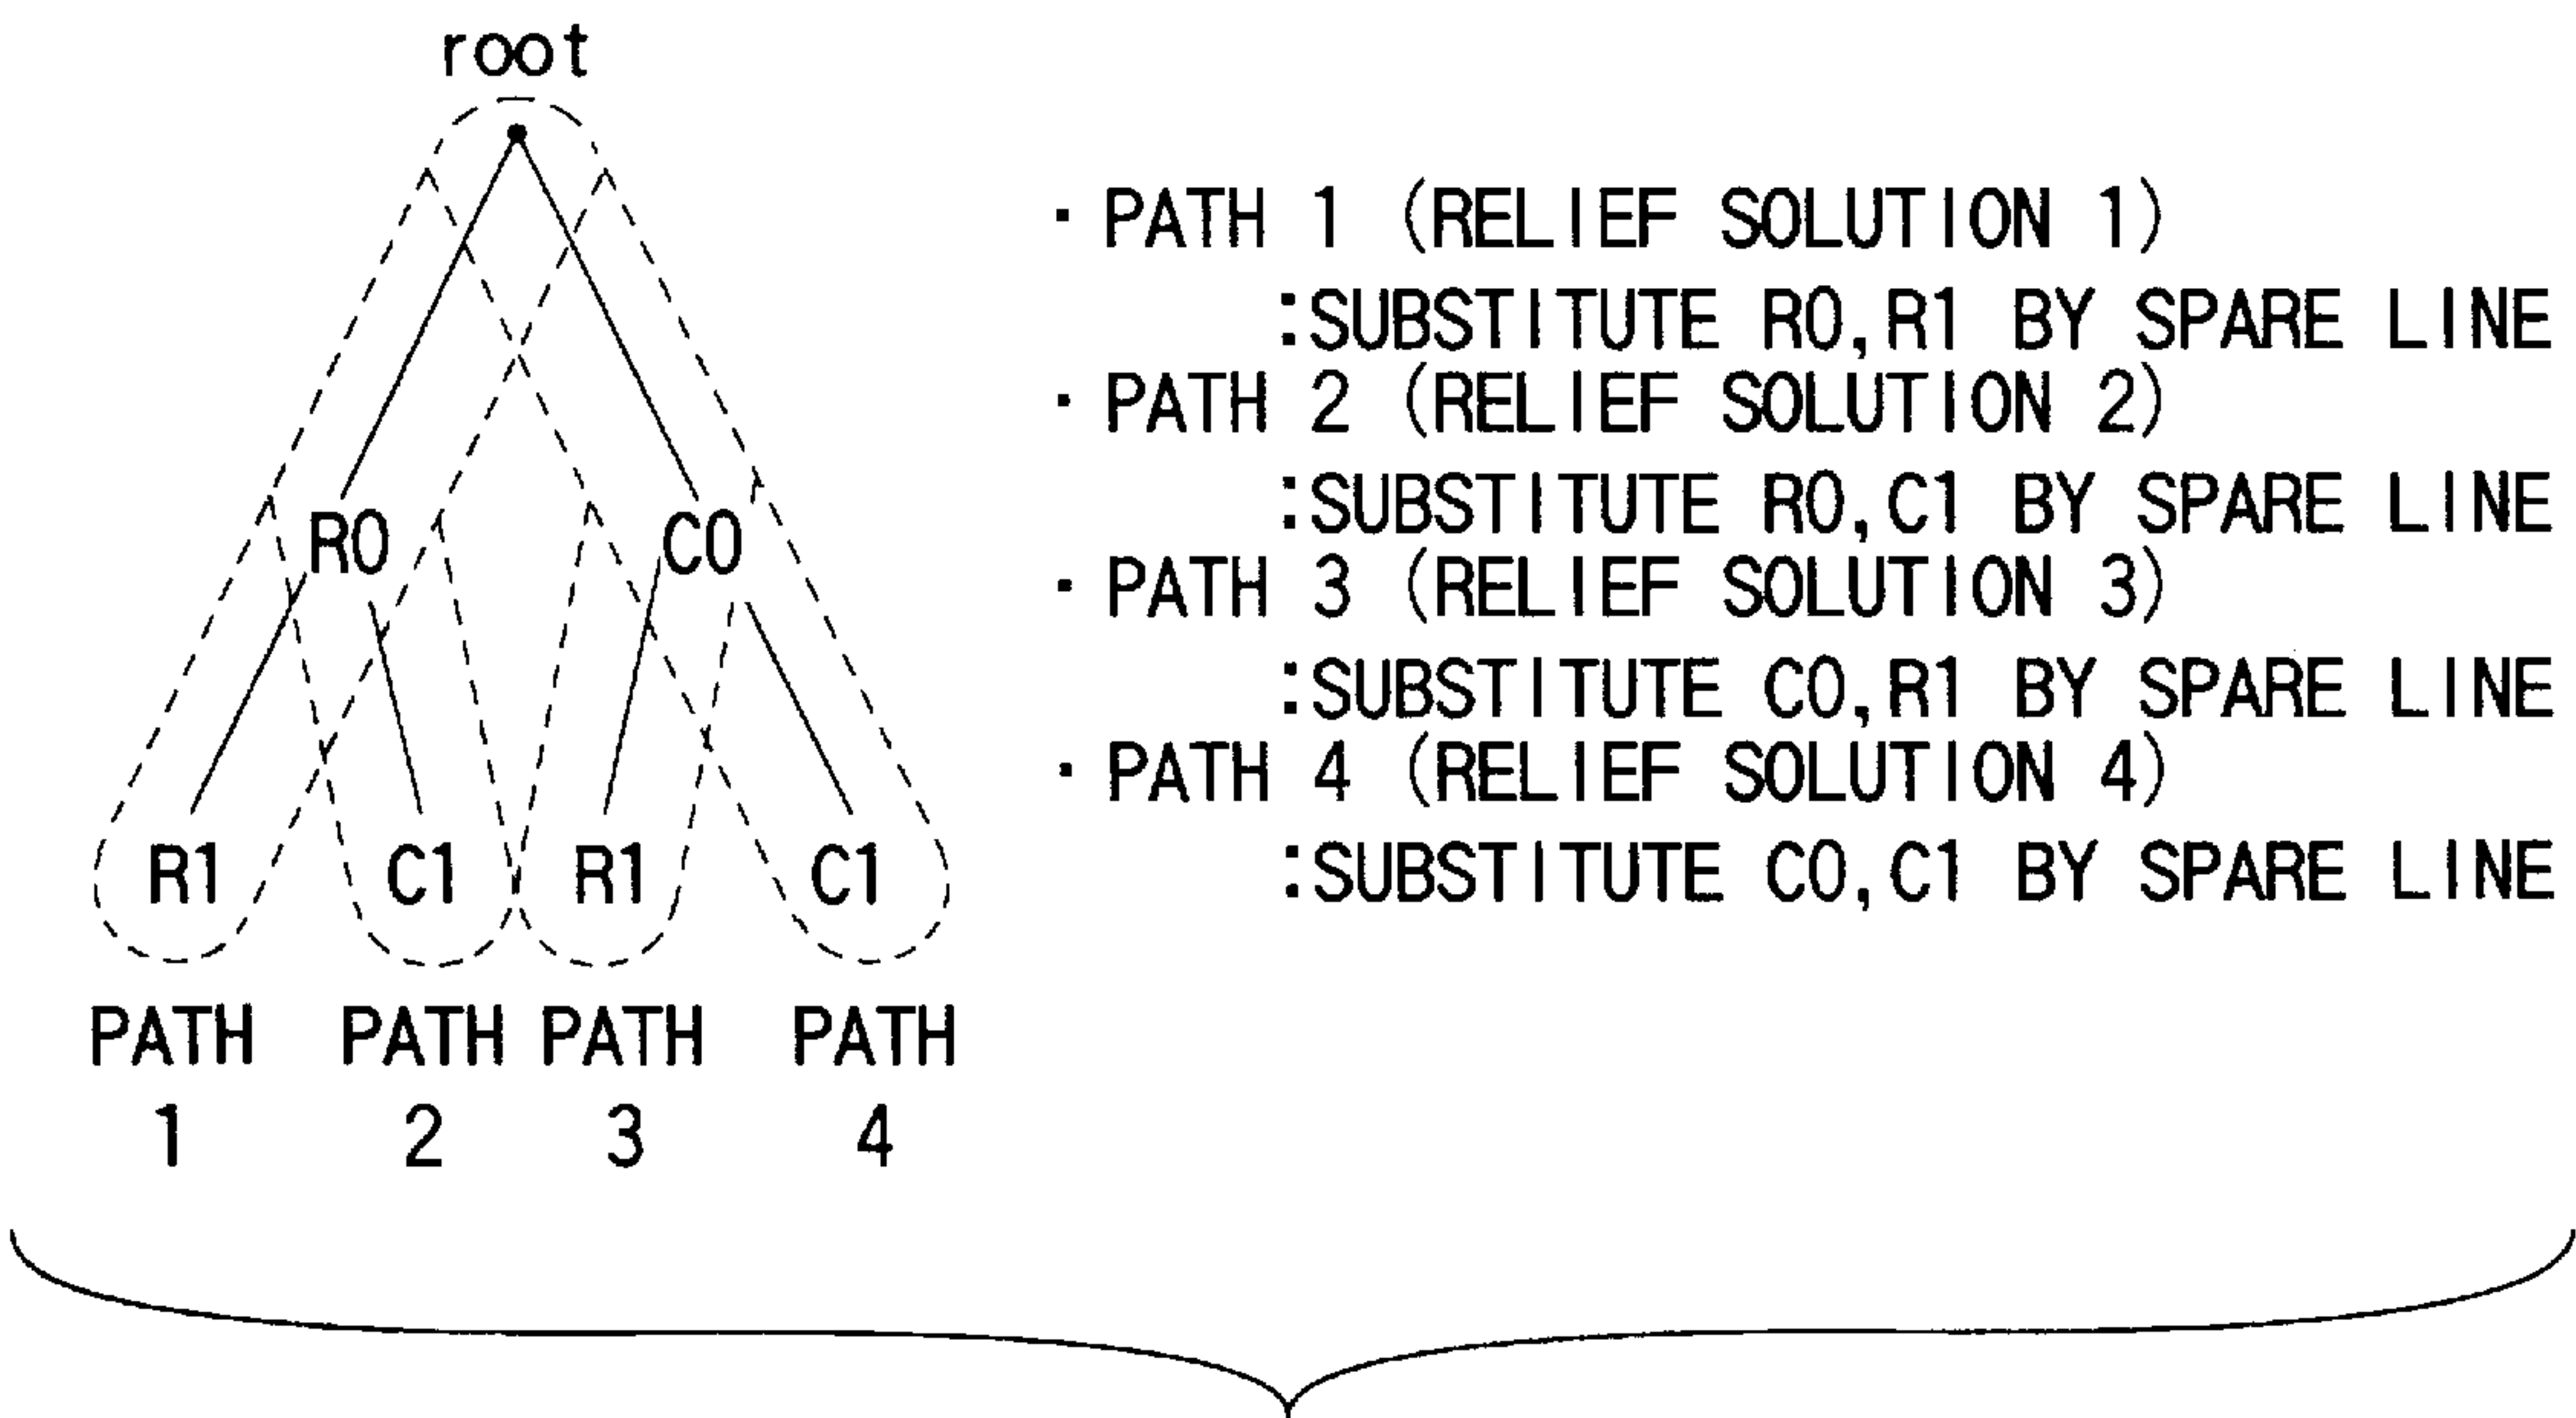 root
R0 C0
R1 C1 R1 C1
PATH PATH PATH PATH
1 2 3 4
· PATH 1 (RELIEF SOLUTION 1)
:SUBSTITUTE R0,R1 BY SPARE LINE
· PATH 2 (RELIEF SOLUTION 2)
:SUBSTITUTE R0,C1 BY SPARE LINE
· PATH 3 (RELIEF SOLUTION 3)
:SUBSTITUTE C0,R1 BY SPARE LINE
· PATH 4 (RELIEF SOLUTION 4)
:SUBSTITUTE C0,C1 BY SPARE LINE